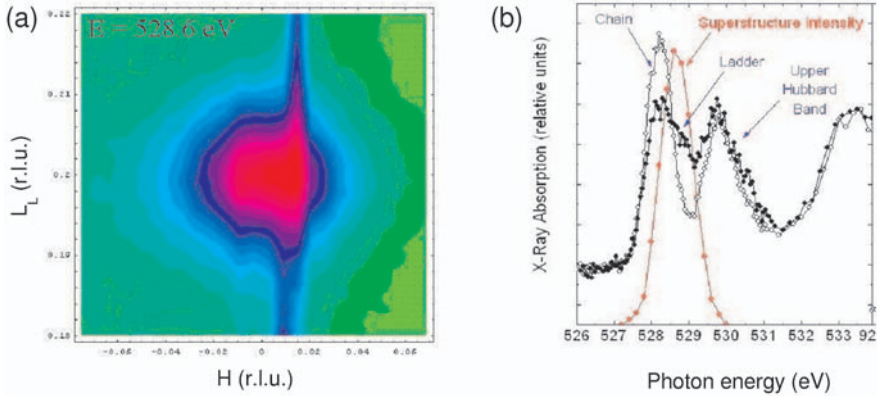 (a)
E = 528.6 eV
0.22
0.21
0.2
0.19
0.18
-0.06
-0.04
-0.02
0
0.02
0.04
0.06
L_L (r.l.u.)
H (r.l.u.)
(b)
Chain
Superstructure Intensity
Ladder
Upper
Hubbard
Band
X-Ray Absorption (relative units)
526 527 528 529 530 531 533 92
Photon energy (eV)